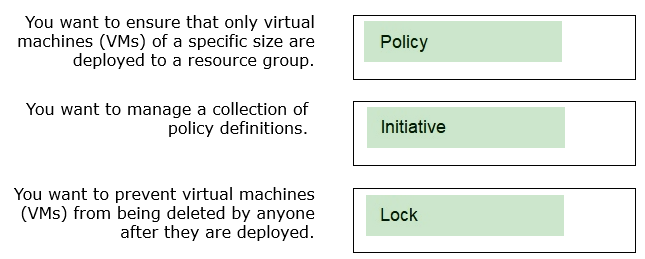 You want to ensure that only virtual
machines (VMs) of a specific size are
deployed to a resource group.
Policy
You want to manage a collection of
policy definitions.
Initiative
You want to prevent virtual machines
(VMs) from being deleted by anyone
after they are deployed.
Lock